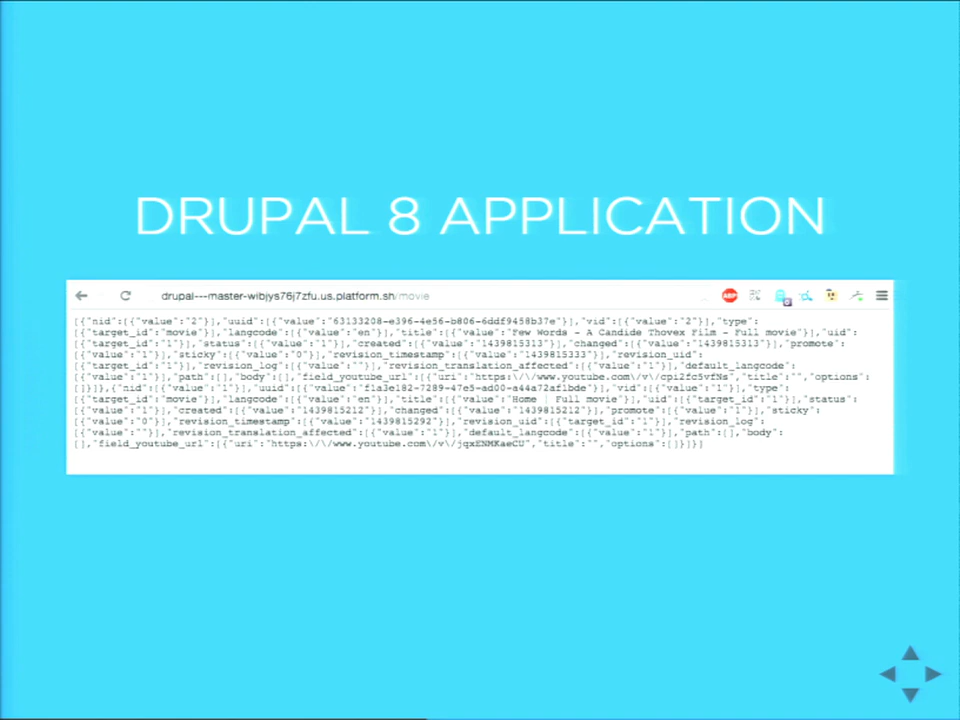 DRUPAL 8 APPLICATION
drupal---master-wibjys76j7zfu.us.platform.sh/movie
ABP
[{"nid":[{"value":"2"}],"uuid":[{"value":"63133208-e396-4e56-b806-6ddf9458b37e"}],"vid":[{"value":"2"}],"type":
[{"target_id":"movie"}],"langcode":[{"value":"en"}],"title":[{"value":"Few Words - A Candide Thovex Film - Full movie"}],"uid":
[{"target_id":"1"}],"status":[{"value":"1"}],"created":[{"value":"1439815313"}],"changed":[{"value":"1439815313"}],"promote":
[{"value":"1"}],"sticky":[{"value":"0"}],"revision_timestamp":[{"value":"1439815333"}],"revision_uid":
[{"target_id":"1"}],"revision_log":[{"value":""}],"revision_translation_affected":[{"value":"1"}],"default_langcode":
[{"value":"1"}],"path":[],"body":[],"field_youtube_url":[{"uri":"https:\/\/www.youtube.com\/v\/cpi2fc5vfNs","title":"","options":
[]}]},{"nid":[{"value":"1"}],"uuid":[{"value":"f1a3e182-7289-47e5-ad00-a44a72af1bde"}],"vid":[{"value":"1"}],"type":
[{"target_id":"movie"}],"langcode":[{"value":"en"}],"title":[{"value":"Home | Full movie"}],"uid":[{"target_id":"1"}],"status":
[{"value":"1"}],"created":[{"value":"1439815212"}],"changed":[{"value":"1439815212"}],"promote":[{"value":"1"}],"sticky":
[{"value":"0"}],"revision_timestamp":[{"value":"1439815292"}],"revision_uid":[{"target_id":"1"}],"revision_log":
[{"value":""}],"revision_translation_affected":[{"value":"1"}],"default_langcode":[{"value":"1"}],"path":[],"body":
[],"field_youtube_url":[{"uri":"https:\/\/www.youtube.com\/v\/jqxENMKaeCU","title":"","options":[]}]}]